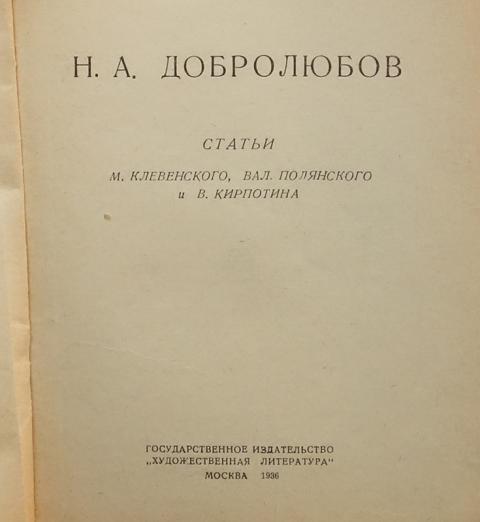 Н. А. ДОБРОЛЮБОВ
СТАТЬИ
М. КЛЕВЕНСКОГО, ВАЛ. ПОЛЯНСКОГО
и В. КИРПОТИНА
ГОСУДАРСТВЕННОЕ ИЗДАТЕЛЬСТВО
„ХУДОЖЕСТВЕННАЯ ЛИТЕРАТУРА"
МОСКВА 1936